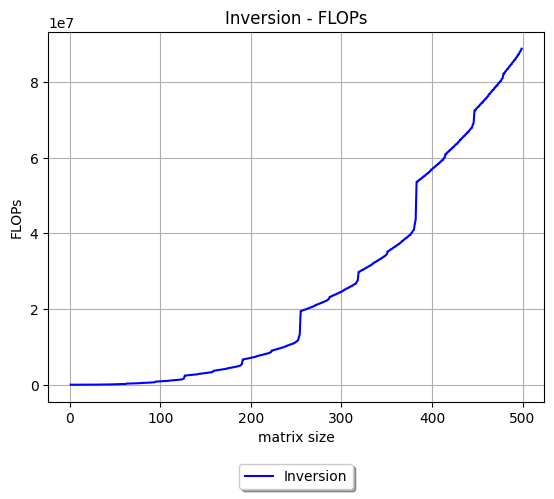 Inversion - FLOPs
1e7
8
6
4
2
0
FLOPs
0 100 200 300 400 500
matrix size
Inversion